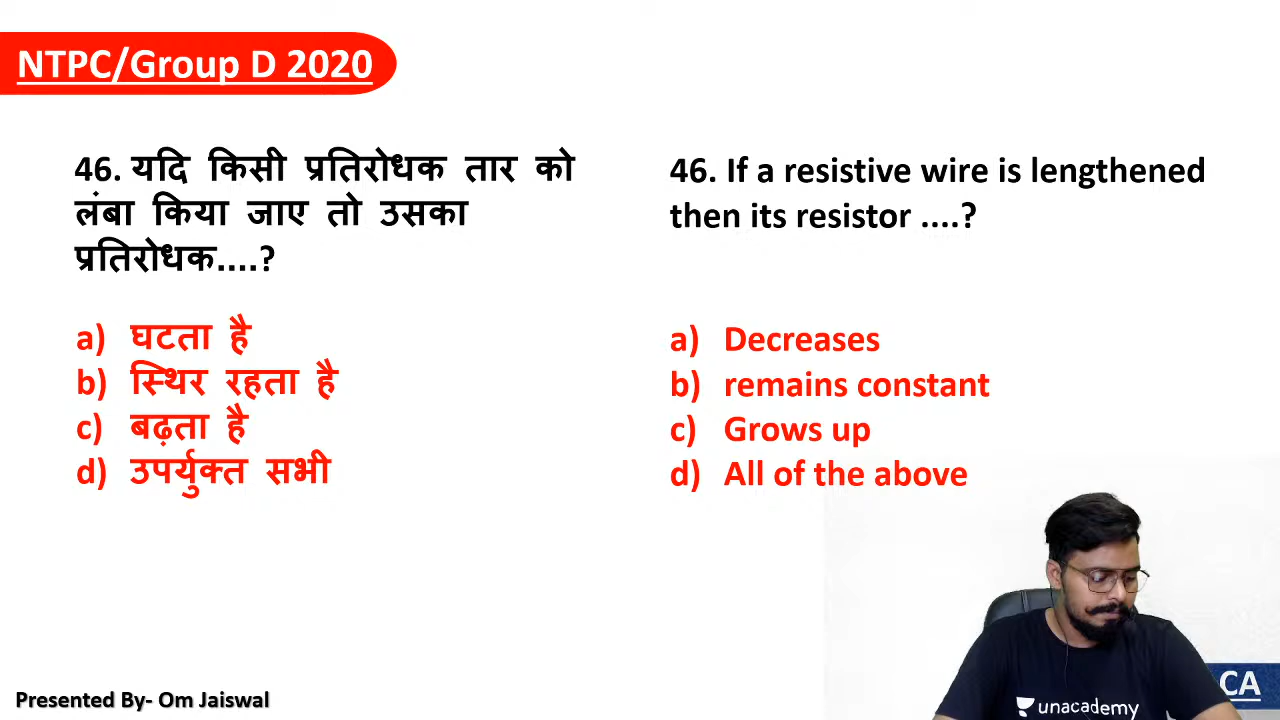 NTPC/Group D 2020
46. यदि किसी प्रतिरोधक तार को
लंबा किया जाए तो उसका
प्रतिरोधक....?
a) घटता है
b) स्थिर रहता है
c) बढ़ता है
d) उपर्युक्त सभी
46. If a resistive wire is lengthened
then its resistor ....?
a) Decreases
b) remains constant
c) Grows up
d) All of the above
Presented By- Om Jaiswal
unacademy
CA